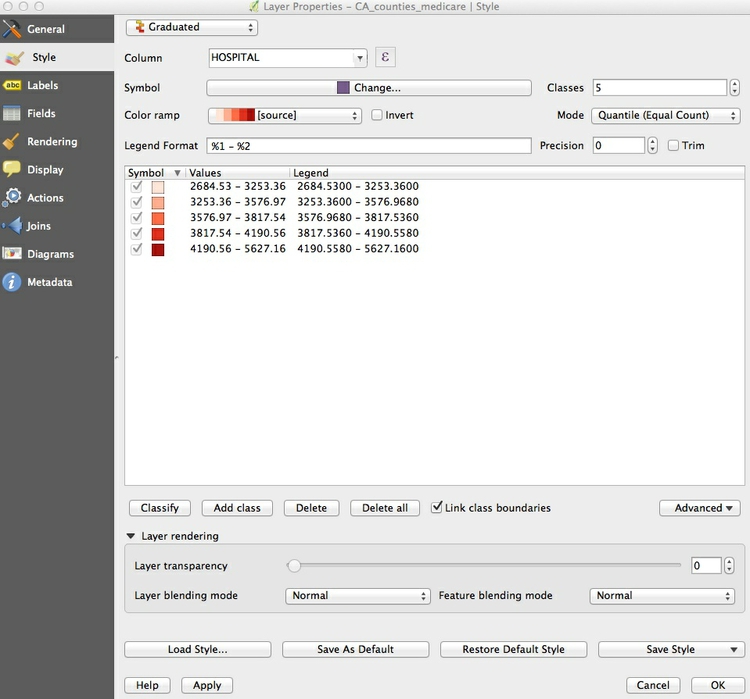 Layer Properties - CA_counties_medicare | Style
General
Style
abc Labels
Fields
Rendering
Display
Actions
Joins
Diagrams
i Metadata
Graduated
Column HOSPITAL ε
Symbol Change... Classes 5
Color ramp [source] Invert Mode Quantile (Equal Count)
Legend Format %1 - %2 Precision 0 Trim
Symbol Values Legend
2684.53 - 3253.36 2684.5300 - 3253.3600
3253.36 - 3576.97 3253.3600 - 3576.9680
3576.97 - 3817.54 3576.9680 - 3817.5360
3817.54 - 4190.56 3817.5360 - 4190.5580
4190.56 - 5627.16 4190.5580 - 5627.1600
Classify Add class Delete Delete all Link class boundaries Advanced
Layer rendering
Layer transparency 0
Layer blending mode Normal Feature blending mode Normal
Load Style... Save As Default Restore Default Style Save Style
Help Apply Cancel OK